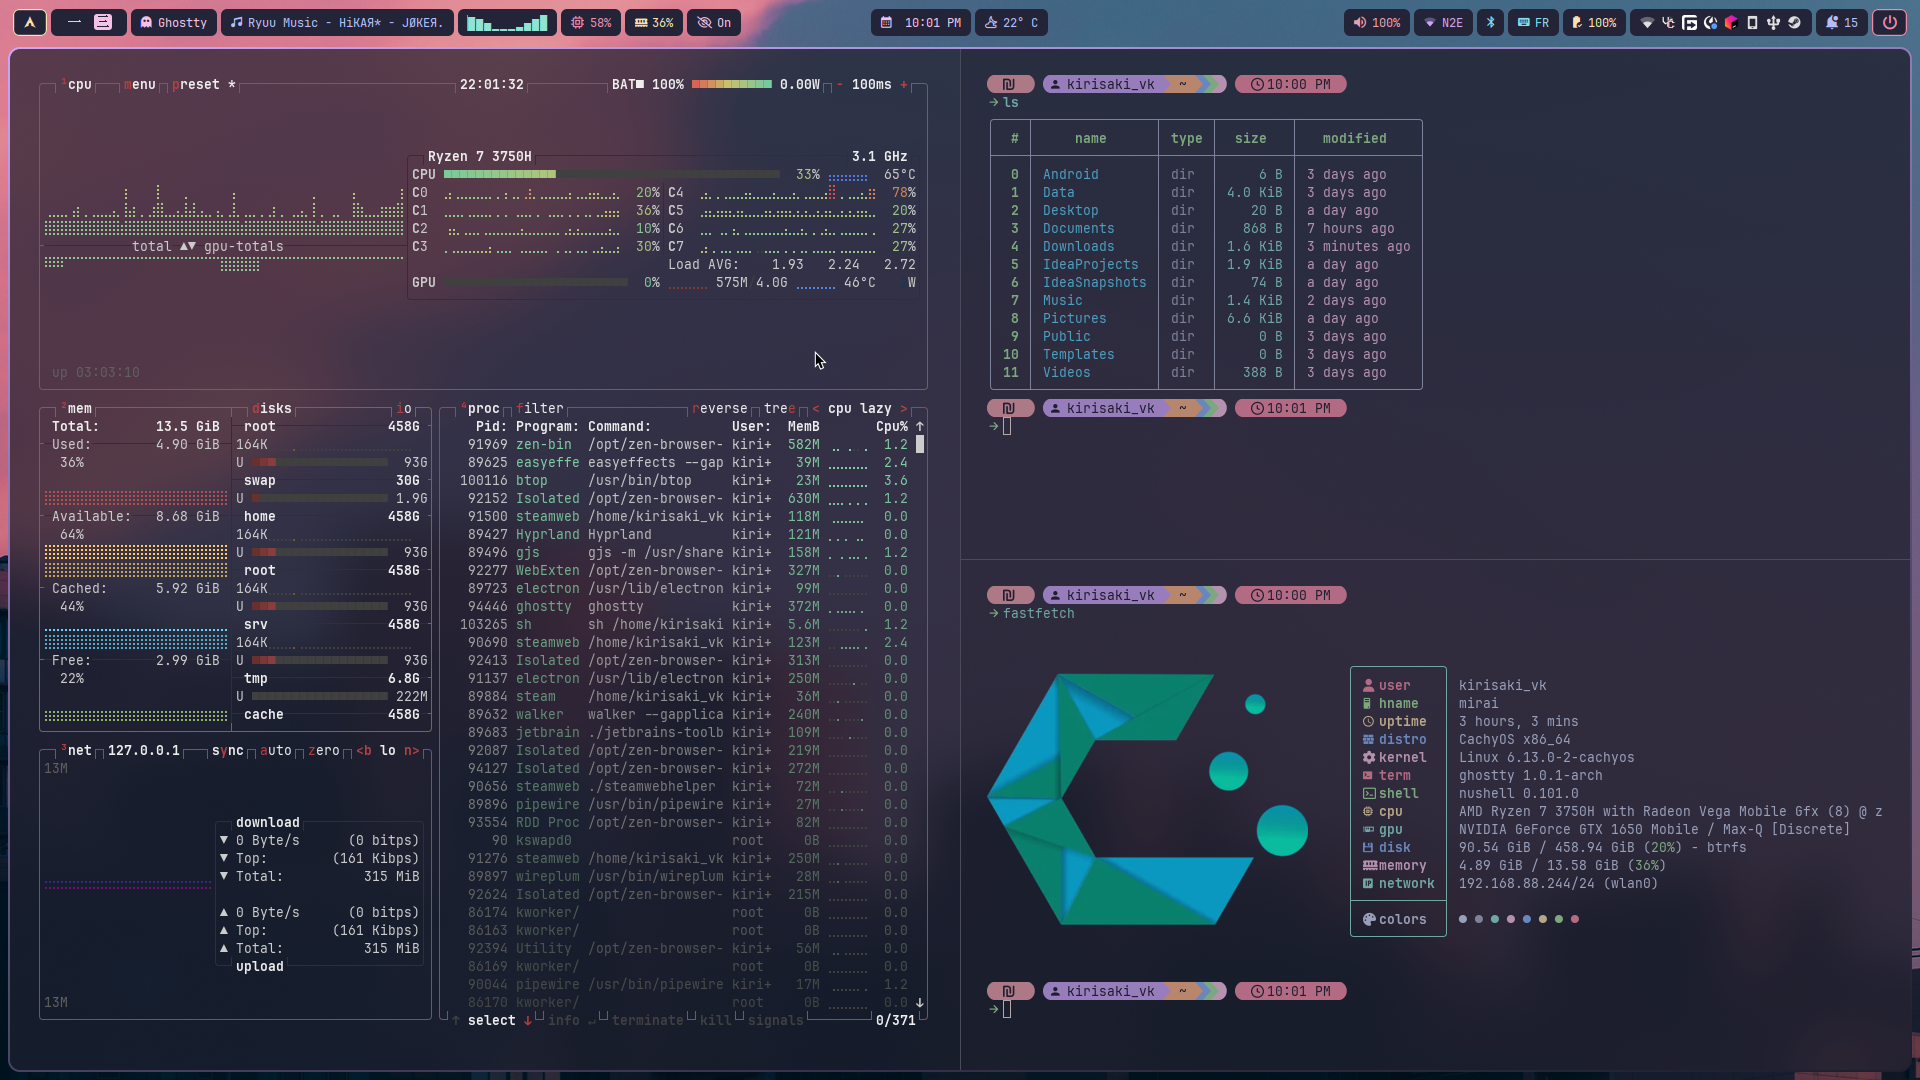 Ghostty
Ryuu Music - HiKAЯ* - JØKEЯ.
58%
36%
On
10:01 PM
22° C
100%
N2E
FR
100%
15
¹cpu menu preset * 22:01:32 BAT■ 100% 0.00W - 100ms +
Ryzen 7 3750H 3.1 GHz
CPU 33% 65°C
C0 20% C4 78%
C1 36% C5 20%
C2 10% C6 27%
C3 30% C7 27%
total ▲▼ gpu-totals
Load AVG: 1.93 2.24 2.72
GPU 0% 575M/4.0G 46°C W
up 03:03:10
²mem disks io
Total: 13.5 GiB
Used: 4.90 GiB
36%
Available: 8.68 GiB
64%
Cached: 5.92 GiB
44%
Free: 2.99 GiB
22%
root 458G
164K
U 93G
swap 30G
U 1.9G
home 458G
164K
U 93G
root 458G
164K
U 93G
srv 458G
164K
U 93G
tmp 6.8G
U 222M
cache 458G
³net 127.0.0.1 sync auto zero <b lo n>
13M
download
▼ 0 Byte/s (0 bitps)
▼ Top: (161 Kibps)
▼ Total: 315 MiB
▲ 0 Byte/s (0 bitps)
▲ Top: (161 Kibps)
▲ Total: 315 MiB
upload
13M
⁴proc filter reverse tree < cpu lazy >
Pid: Program: Command: User: MemB Cpu% ↑
91969 zen-bin /opt/zen-browser- kiri+ 582M 1.2
89625 easyeffe easyeffects --gap kiri+ 39M 2.4
100116 btop /usr/bin/btop kiri+ 23M 3.6
92152 Isolated /opt/zen-browser- kiri+ 630M 1.2
91500 steamweb /home/kirisaki_vk kiri+ 118M 0.0
89427 Hyprland Hyprland kiri+ 121M 0.0
89496 gjs gjs -m /usr/share kiri+ 158M 1.2
92277 WebExten /opt/zen-browser- kiri+ 327M 0.0
89723 electron /usr/lib/electron kiri+ 99M 0.0
94446 ghostty ghostty kiri+ 372M 0.0
103265 sh sh /home/kirisaki kiri+ 5.6M 1.2
90690 steamweb /home/kirisaki_vk kiri+ 123M 2.4
92413 Isolated /opt/zen-browser- kiri+ 313M 0.0
91137 electron /usr/lib/electron kiri+ 250M 0.0
89884 steam /home/kirisaki_vk kiri+ 36M 0.0
89632 walker walker --gapplica kiri+ 240M 0.0
89683 jetbrain ./jetbrains-toolb kiri+ 109M 0.0
92087 Isolated /opt/zen-browser- kiri+ 219M 0.0
94127 Isolated /opt/zen-browser- kiri+ 272M 0.0
90656 steamweb ./steamwebhelper kiri+ 72M 0.0
89896 pipewire /usr/bin/pipewire kiri+ 27M 0.0
93554 RDD Proc /opt/zen-browser- kiri+ 82M 0.0
90 kswapd0 root 0B 0.0
91276 steamweb /home/kirisaki_vk kiri+ 250M 0.0
89897 wireplum /usr/bin/wireplum kiri+ 28M 0.0
92624 Isolated /opt/zen-browser- kiri+ 215M 0.0
86174 kworker/ root 0B 0.0
86163 kworker/ root 0B 0.0
92394 Utility /opt/zen-browser- kiri+ 56M 0.0
86169 kworker/ root 0B 0.0
90044 pipewire /usr/bin/pipewire kiri+ 17M 1.2
86170 kworker/ root 0B 0.0 ↓
↑ select ↓ info ↵ terminate kill signals 0/371
kirisaki_vk ~ 10:00 PM
→ ls
# name type size modified
0 Android dir 6 B 3 days ago
1 Data dir 4.0 KiB 3 days ago
2 Desktop dir 20 B a day ago
3 Documents dir 868 B 7 hours ago
4 Downloads dir 1.6 KiB 3 minutes ago
5 IdeaProjects dir 1.9 KiB a day ago
6 IdeaSnapshots dir 74 B a day ago
7 Music dir 1.4 KiB 2 days ago
8 Pictures dir 6.6 KiB a day ago
9 Public dir 0 B 3 days ago
10 Templates dir 0 B 3 days ago
11 Videos dir 388 B 3 days ago
kirisaki_vk ~ 10:01 PM
→
kirisaki_vk ~ 10:00 PM
→ fastfetch
user kirisaki_vk
hname mirai
uptime 3 hours, 3 mins
distro CachyOS x86_64
kernel Linux 6.13.0-2-cachyos
term ghostty 1.0.1-arch
shell nushell 0.101.0
cpu AMD Ryzen 7 3750H with Radeon Vega Mobile Gfx (8) @ z
gpu NVIDIA GeForce GTX 1650 Mobile / Max-Q [Discrete]
disk 90.54 GiB / 458.94 GiB (20%) - btrfs
memory 4.89 GiB / 13.58 GiB (36%)
network 192.168.88.244/24 (wlan0)
colors
kirisaki_vk ~ 10:01 PM
→